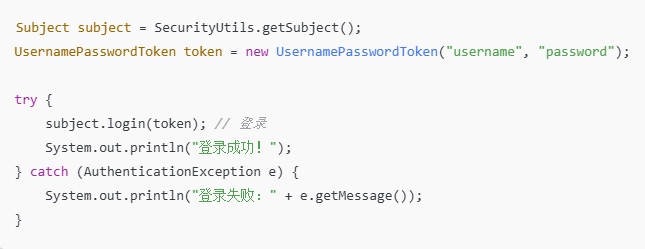 Subject subject = SecurityUtils.getSubject();
UsernamePasswordToken token = new UsernamePasswordToken("username", "password");
try {
    subject.login(token); // 登录
    System.out.println("登录成功！");
} catch (AuthenticationException e) {
    System.out.println("登录失败：" + e.getMessage());
}